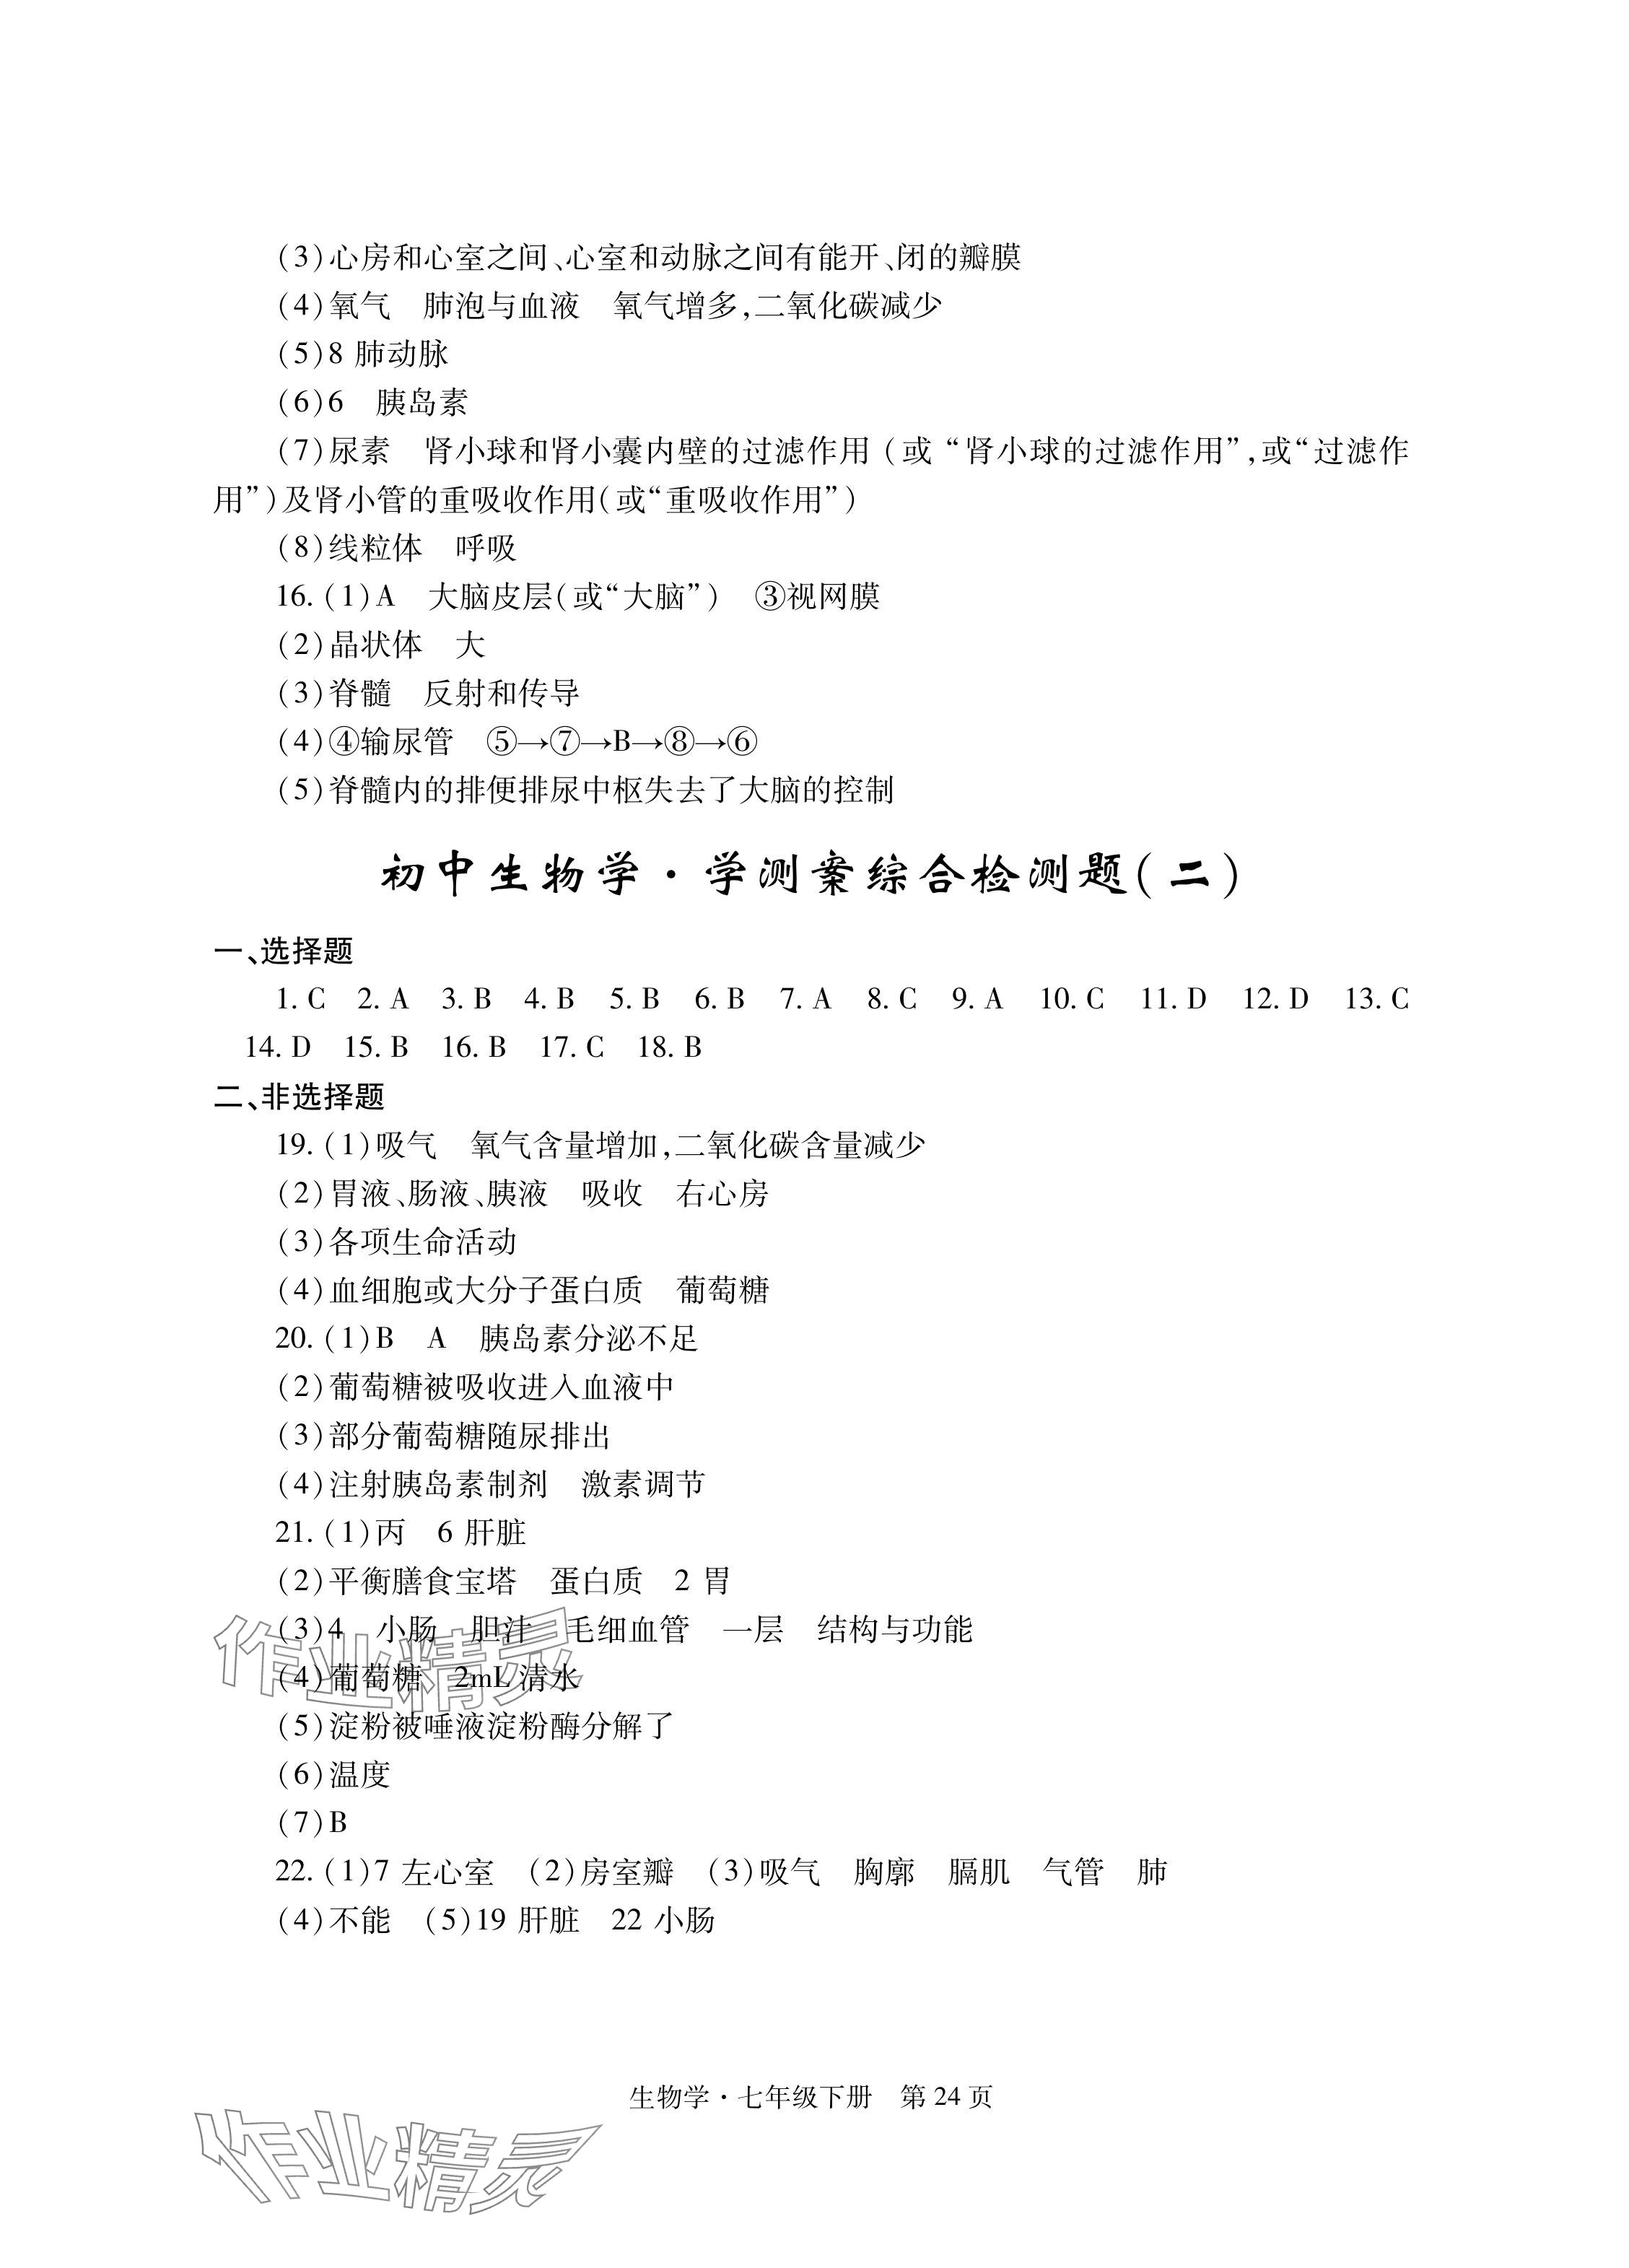 (3)心房和心室之间、心室和动脉之间有能开、闭的瓣膜
(4)氧气　肺泡与血液　氧气增多,二氧化碳减少
(5)8 肺动脉
(6)6　胰岛素
(7)尿素　肾小球和肾小囊内壁的过滤作用(或“肾小球的过滤作用”,或“过滤作
用”)及肾小管的重吸收作用(或“重吸收作用”)
(8)线粒体　呼吸
16. (1)A　大脑皮层(或“大脑”)　③视网膜
(2)晶状体　大
(3)脊髓　反射和传导
(4)④输尿管　⑤→⑦→B→⑧→⑥
(5)脊髓内的排便排尿中枢失去了大脑的控制
初中生物学·学测案综合检测题(二)
一、选择题
1. C　2. A　3. B　4. B　5. B　6. B　7. A　8. C　9. A　10. C　11. D　12. D　13. C
14. D　15. B　16. B　17. C　18. B
二、非选择题
19. (1)吸气　氧气含量增加,二氧化碳含量减少
(2)胃液、肠液、胰液　吸收　右心房
(3)各项生命活动
(4)血细胞或大分子蛋白质　葡萄糖
20. (1)B　A　胰岛素分泌不足
(2)葡萄糖被吸收进入血液中
(3)部分葡萄糖随尿排出
(4)注射胰岛素制剂　激素调节
21. (1)丙　6 肝脏
(2)平衡膳食宝塔　蛋白质　2 胃
(3)4　小肠　胆汁　毛细血管　一层　结构与功能
(4)葡萄糖　2mL 清水
(5)淀粉被唾液淀粉酶分解了
(6)温度
(7)B
22. (1)7 左心室　(2)房室瓣　(3)吸气　胸廓　膈肌　气管　肺
(4)不能　(5)19 肝脏　22 小肠
生物学·七年级下册　第 24 页
作业精灵
作业精灵